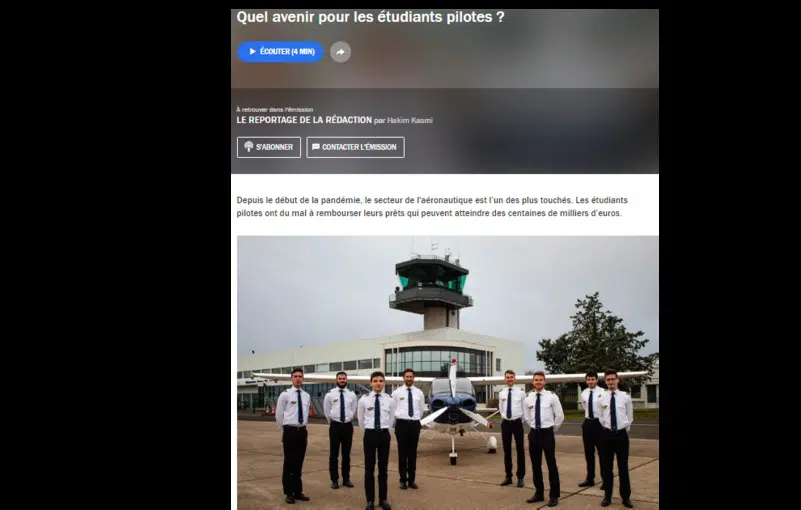 Quel avenir pour les étudiants pilotes ?
ÉCOUTER (4 MIN)
À retrouver dans l'émission
LE REPORTAGE DE LA RÉDACTION par Hakim Kasmi
S'ABONNER
CONTACTER L'ÉMISSION
Depuis le début de la pandémie, le secteur de l'aéronautique est l'un des plus touchés. Les étudiants
pilotes ont du mal à rembourser leurs prêts qui peuvent atteindre des centaines de milliers d'euros.